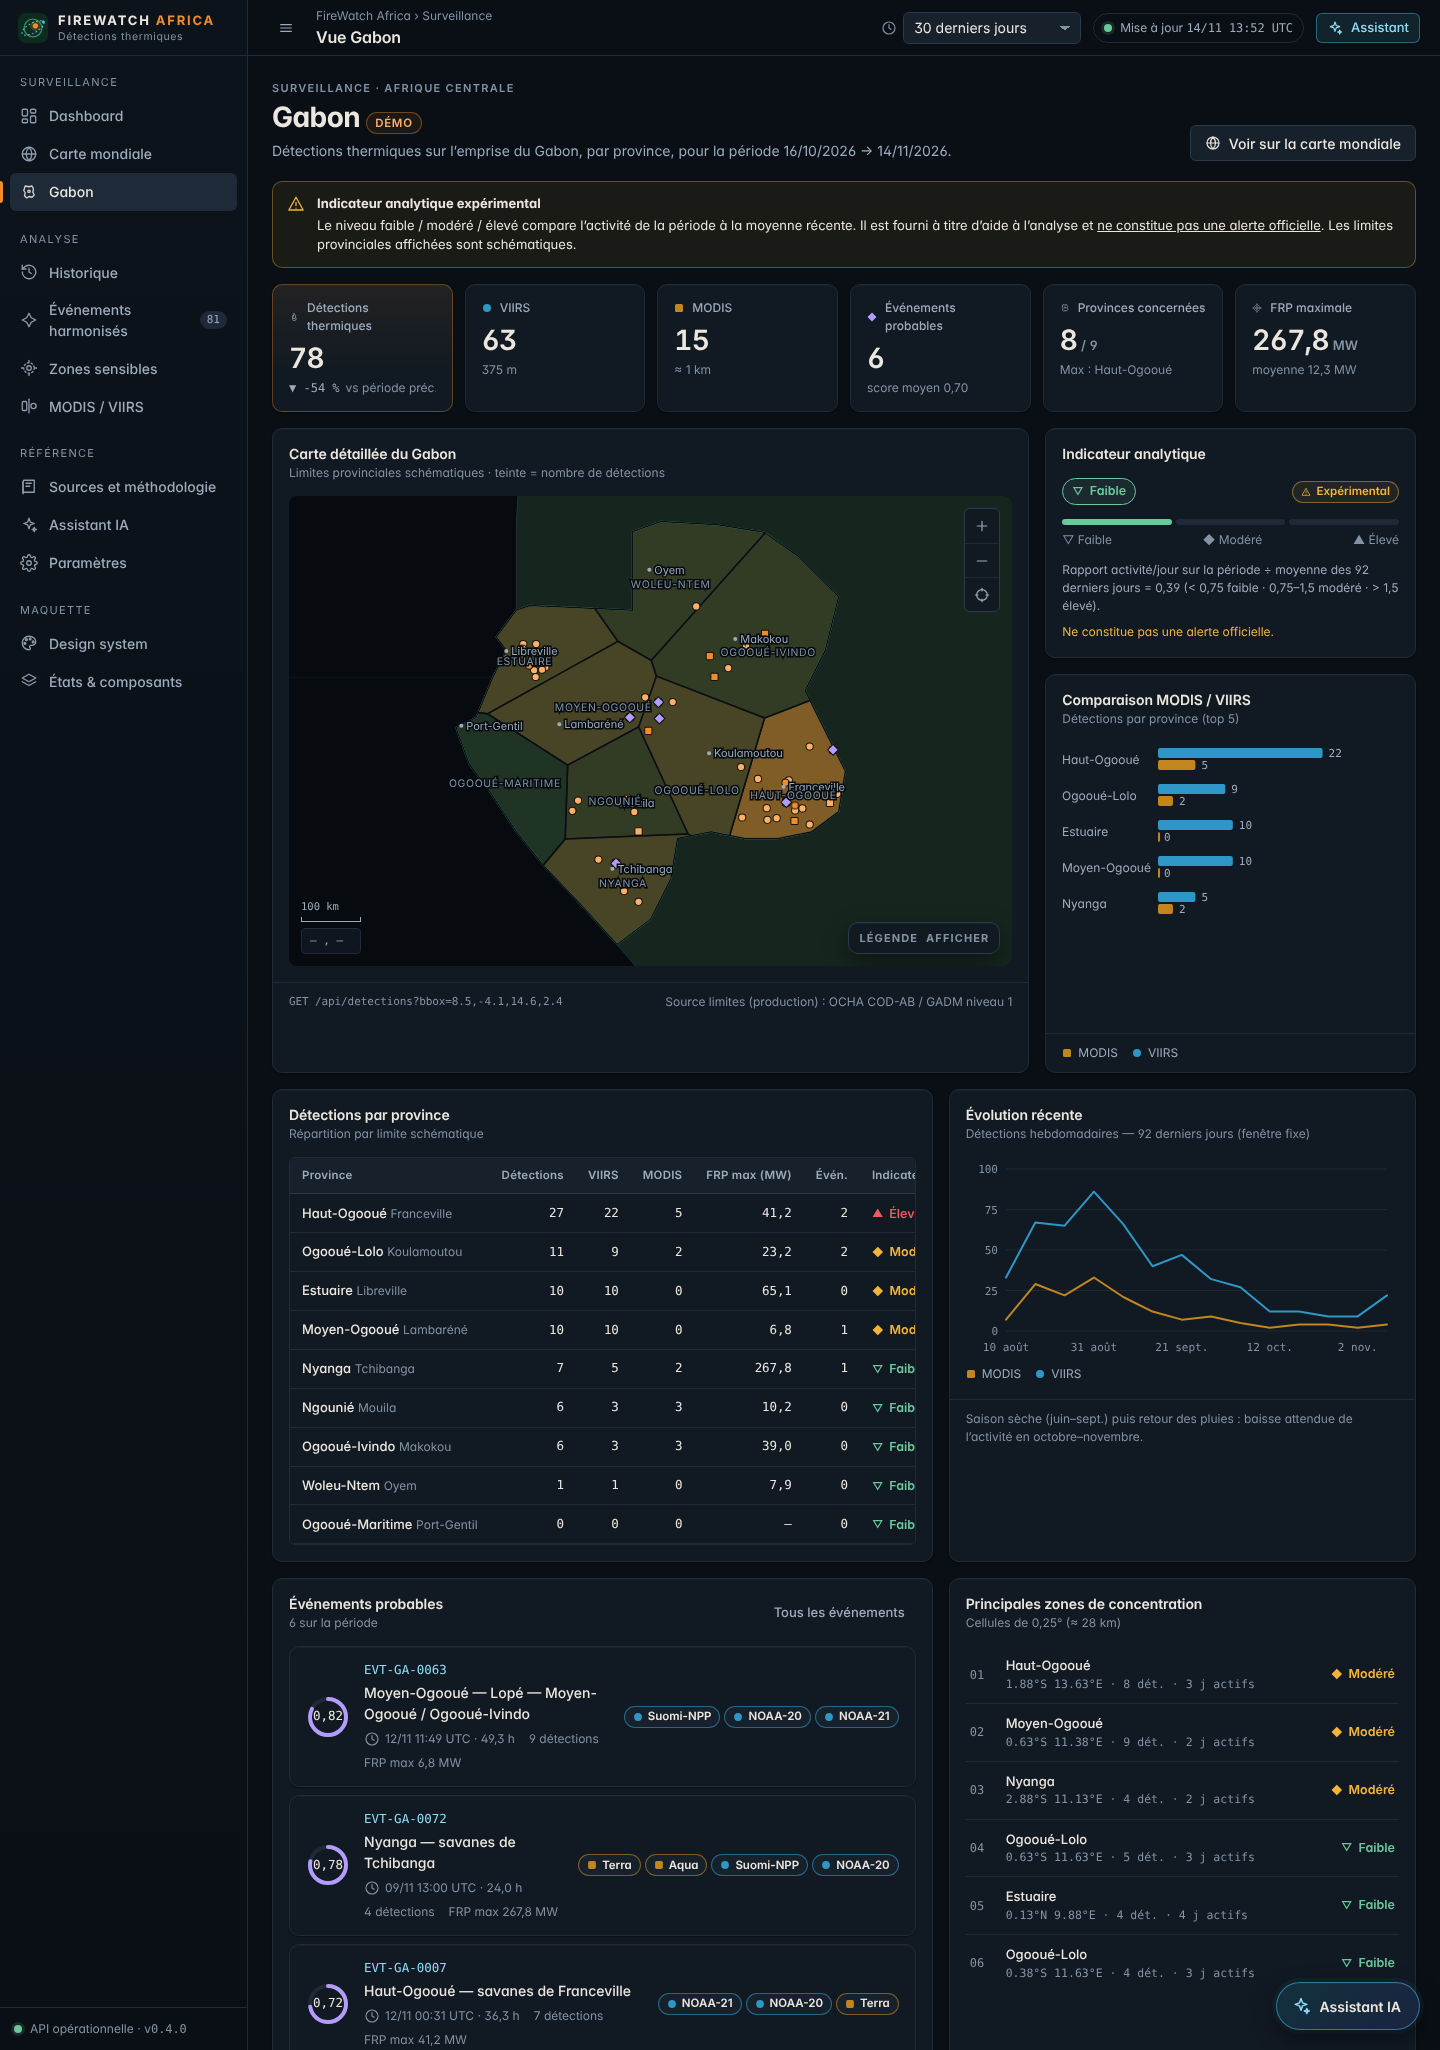 FIREWATCH AFRICA
Détections thermiques
SURVEILLANCE
Dashboard
Carte mondiale
Gabon
ANALYSE
Historique
Événements
harmonisés
81
Zones sensibles
MODIS / VIIRS
RÉFÉRENCE
Sources et méthodologie
Assistant IA
Paramètres
MAQUETTE
Design system
États & composants
API opérationnelle · v0.4.0
FireWatch Africa › Surveillance
Vue Gabon
30 derniers jours
Mise à jour 14/11 13:52 UTC
Assistant
SURVEILLANCE · AFRIQUE CENTRALE
Gabon DÉMO
Détections thermiques sur l’emprise du Gabon, par province, pour la période 16/10/2026 → 14/11/2026.
Voir sur la carte mondiale
Indicateur analytique expérimental
Le niveau faible / modéré / élevé compare l’activité de la période à la moyenne récente. Il est fourni à titre d’aide à l’analyse et ne constitue pas une alerte officielle. Les limites
provinciales affichées sont schématiques.
Détections
thermiques
78
▼ -54 % vs période préc.
VIIRS
63
375 m
MODIS
15
≈ 1 km
Événements
probables
6
score moyen 0,70
Provinces concernées
8 / 9
Max : Haut-Ogooué
FRP maximale
267,8 MW
moyenne 12,3 MW
Carte détaillée du Gabon
Limites provinciales schématiques · teinte = nombre de détections
Oyem
WOLEU-NTEM
Makokou
OGOOUÉ-IVINDO
Libreville
ESTUAIRE
MOYEN-OGOOUÉ
Lambaréné
Port-Gentil
Koulamoutou
OGOOUÉ-MARITIME
OGOOUÉ-LOLO
Franceville
HAUT-OGOOUÉ
NGOUNIÉ
Tchibanga
NYANGA
100 km
— , —
LÉGENDE AFFICHER
GET /api/detections?bbox=8.5,-4.1,14.6,2.4
Source limites (production) : OCHA COD-AB / GADM niveau 1
Indicateur analytique
▽ Faible
Expérimental
▽ Faible
◆ Modéré
▲ Élevé
Rapport activité/jour sur la période ÷ moyenne des 92
derniers jours = 0,39 (< 0,75 faible · 0,75–1,5 modéré · > 1,5
élevé).
Ne constitue pas une alerte officielle.
Comparaison MODIS / VIIRS
Détections par province (top 5)
Haut-Ogooué 22
5
Ogooué-Lolo 9
2
Estuaire 10
0
Moyen-Ogooué 10
0
Nyanga 5
2
MODIS VIIRS
Détections par province
Répartition par limite schématique
Province Détections VIIRS MODIS FRP max (MW) Évén. Indicate
Haut-Ogooué Franceville 27 22 5 41,2 2 ▲ Élev
Ogooué-Lolo Koulamoutou 11 9 2 23,2 2 ◆ Mod
Estuaire Libreville 10 10 0 65,1 0 ◆ Mod
Moyen-Ogooué Lambaréné 10 10 0 6,8 1 ◆ Mod
Nyanga Tchibanga 7 5 2 267,8 1 ▽ Faib
Ngounié Mouila 6 3 3 10,2 0 ▽ Faib
Ogooué-Ivindo Makokou 6 3 3 39,0 0 ▽ Faib
Woleu-Ntem Oyem 1 1 0 7,9 0 ▽ Faib
Ogooué-Maritime Port-Gentil 0 0 0 — 0 ▽ Faib
Évolution récente
Détections hebdomadaires — 92 derniers jours (fenêtre fixe)
100
75
50
25
0
10 août 31 août 21 sept. 12 oct. 2 nov.
MODIS VIIRS
Saison sèche (juin–sept.) puis retour des pluies : baisse attendue de
l’activité en octobre–novembre.
Événements probables
6 sur la période
Tous les événements
EVT-GA-0063
0,82
Moyen-Ogooué — Lopé — Moyen-
Ogooué / Ogooué-Ivindo
12/11 11:49 UTC · 49,3 h 9 détections
FRP max 6,8 MW
Suomi-NPP NOAA-20 NOAA-21
EVT-GA-0072
0,78
Nyanga — savanes de
Tchibanga
09/11 13:00 UTC · 24,0 h
4 détections FRP max 267,8 MW
Terra Aqua Suomi-NPP NOAA-20
EVT-GA-0007
0,72
Haut-Ogooué — savanes de Franceville
12/11 00:31 UTC · 36,3 h 7 détections
FRP max 41,2 MW
NOAA-21 NOAA-20 Terra
Principales zones de concentration
Cellules de 0,25° (≈ 28 km)
01 Haut-Ogooué ◆ Modéré
1.88°S 13.63°E · 8 dét. · 3 j actifs
02 Moyen-Ogooué ◆ Modéré
0.63°S 11.38°E · 9 dét. · 2 j actifs
03 Nyanga ◆ Modéré
2.88°S 11.13°E · 4 dét. · 2 j actifs
04 Ogooué-Lolo ▽ Faible
0.63°S 11.63°E · 5 dét. · 3 j actifs
05 Estuaire ▽ Faible
0.13°N 9.88°E · 4 dét. · 4 j actifs
06 Ogooué-Lolo ▽ Faible
0.38°S 11.63°E · 4 dét. · 3 j actifs
Assistant IA